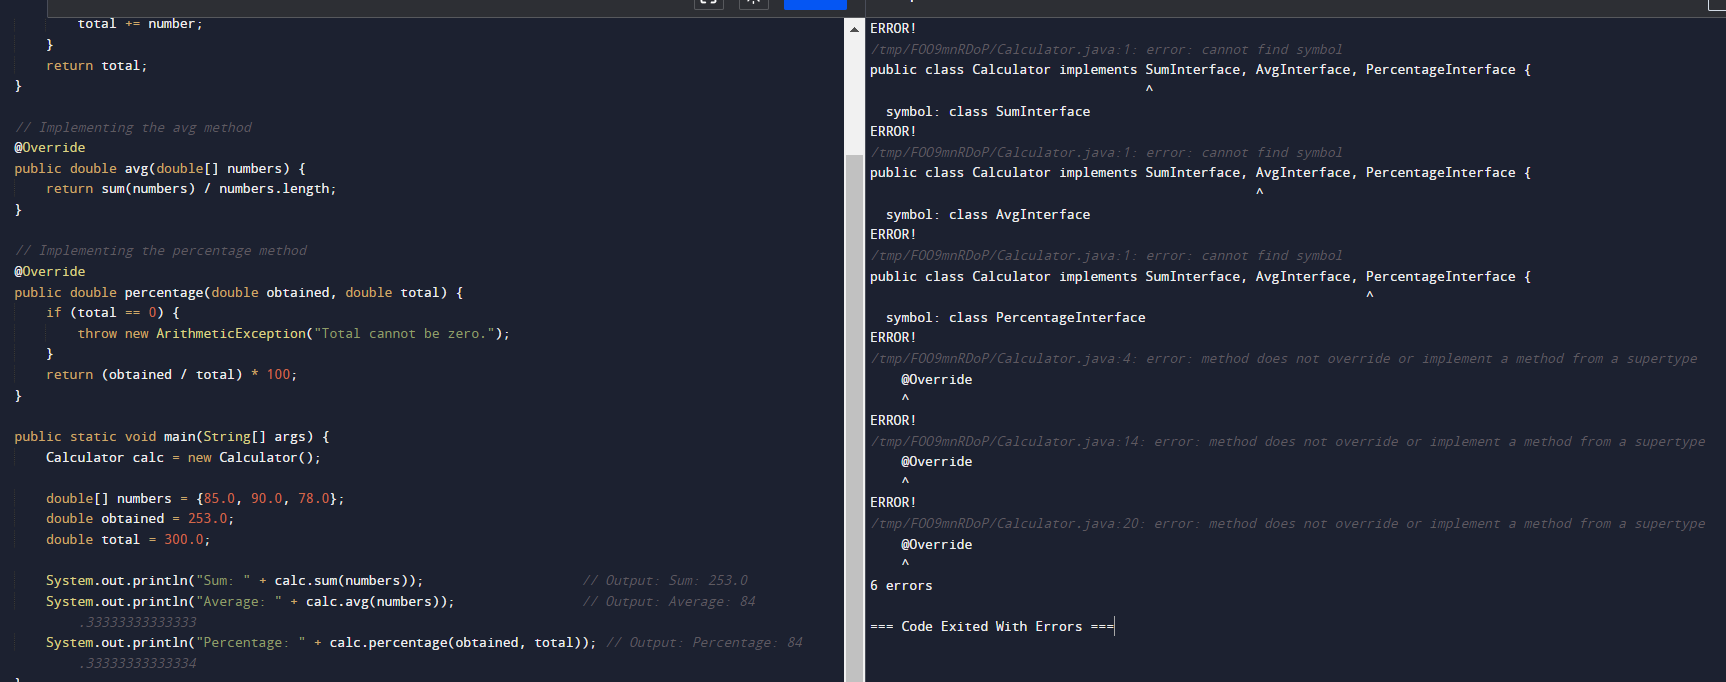 total += number;
}
return total;
}
// Implementing the avg method
@Override
public double avg(double[] numbers) {
return sum(numbers) / numbers.length;
}
// Implementing the percentage method
@Override
public double percentage(double obtained, double total) {
if (total == 0) {
throw new ArithmeticException("Total cannot be zero.");
}
return (obtained / total) * 100;
}
public static void main(String[] args) {
Calculator calc = new Calculator();
double[] numbers = {85.0, 90.0, 78.0};
double obtained = 253.0;
double total = 300.0;
System.out.println("Sum: " + calc.sum(numbers)); // Output: Sum: 253.0
System.out.println("Average: " + calc.avg(numbers)); // Output: Average: 84
.33333333333333
System.out.println("Percentage: " + calc.percentage(obtained, total)); // Output: Percentage: 84
.33333333333334
ERROR!
/tmp/FOO9mnRDoP/Calculator.java:1: error: cannot find symbol
public class Calculator implements SumInterface, AvgInterface, PercentageInterface {
^
symbol: class SumInterface
ERROR!
/tmp/FOO9mnRDoP/Calculator.java:1: error: cannot find symbol
public class Calculator implements SumInterface, AvgInterface, PercentageInterface {
^
symbol: class AvgInterface
ERROR!
/tmp/FOO9mnRDoP/Calculator.java:1: error: cannot find symbol
public class Calculator implements SumInterface, AvgInterface, PercentageInterface {
^
symbol: class PercentageInterface
ERROR!
/tmp/FOO9mnRDoP/Calculator.java:4: error: method does not override or implement a method from a supertype
@Override
^
ERROR!
/tmp/FOO9mnRDoP/Calculator.java:14: error: method does not override or implement a method from a supertype
@Override
^
ERROR!
/tmp/FOO9mnRDoP/Calculator.java:20: error: method does not override or implement a method from a supertype
@Override
^
6 errors
=== Code Exited With Errors ===